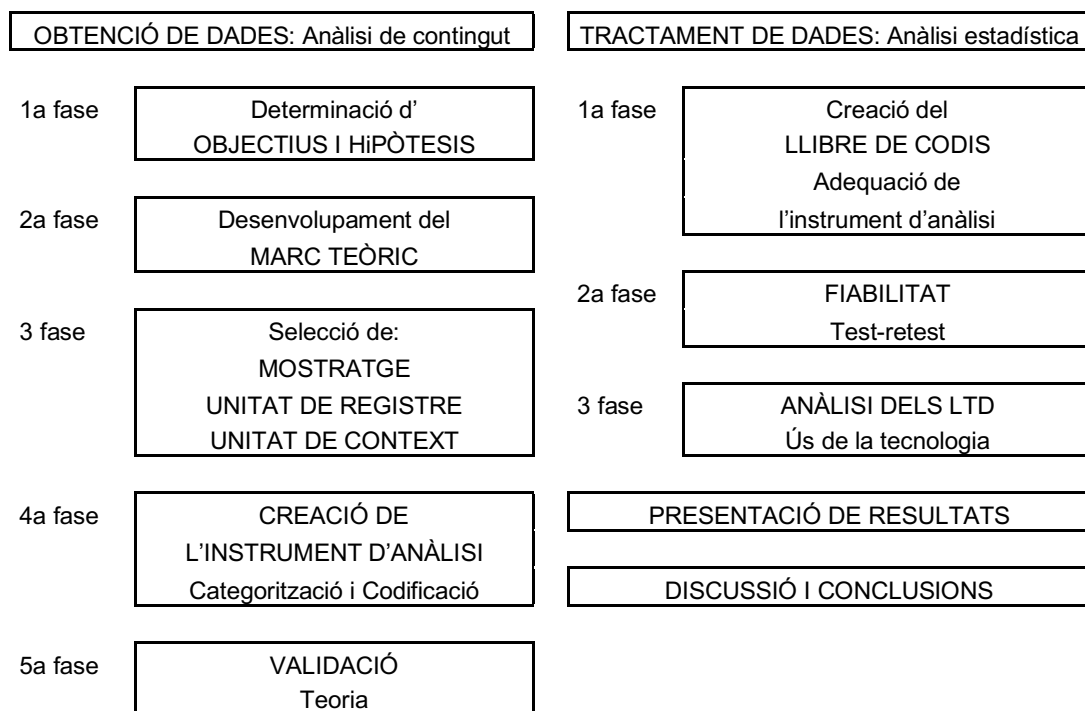 OBTENCIÓ DE DADES: Anàlisi de contingut
1a fase
Determinació d'
OBJECTIUS I HiPÒTESIS
2a fase
Desenvolupament del
MARC TEÒRIC
3 fase
Selecció de:
MOSTRATGE
UNITAT DE REGISTRE
UNITAT DE CONTEXT
4a fase
CREACIÓ DE
L'INSTRUMENT D'ANÀLISI
Categorització i Codificació
5a fase
VALIDACIÓ
Teoria
TRACTAMENT DE DADES: Anàlisi estadística
1a fase
Creació del
LLIBRE DE CODIS
Adequació de
l'instrument d'anàlisi
2a fase
FIABILITAT
Test-retest
3 fase
ANÀLISI DELS LTD
Ús de la tecnologia
PRESENTACIÓ DE RESULTATS
DISCUSSIÓ I CONCLUSIONS